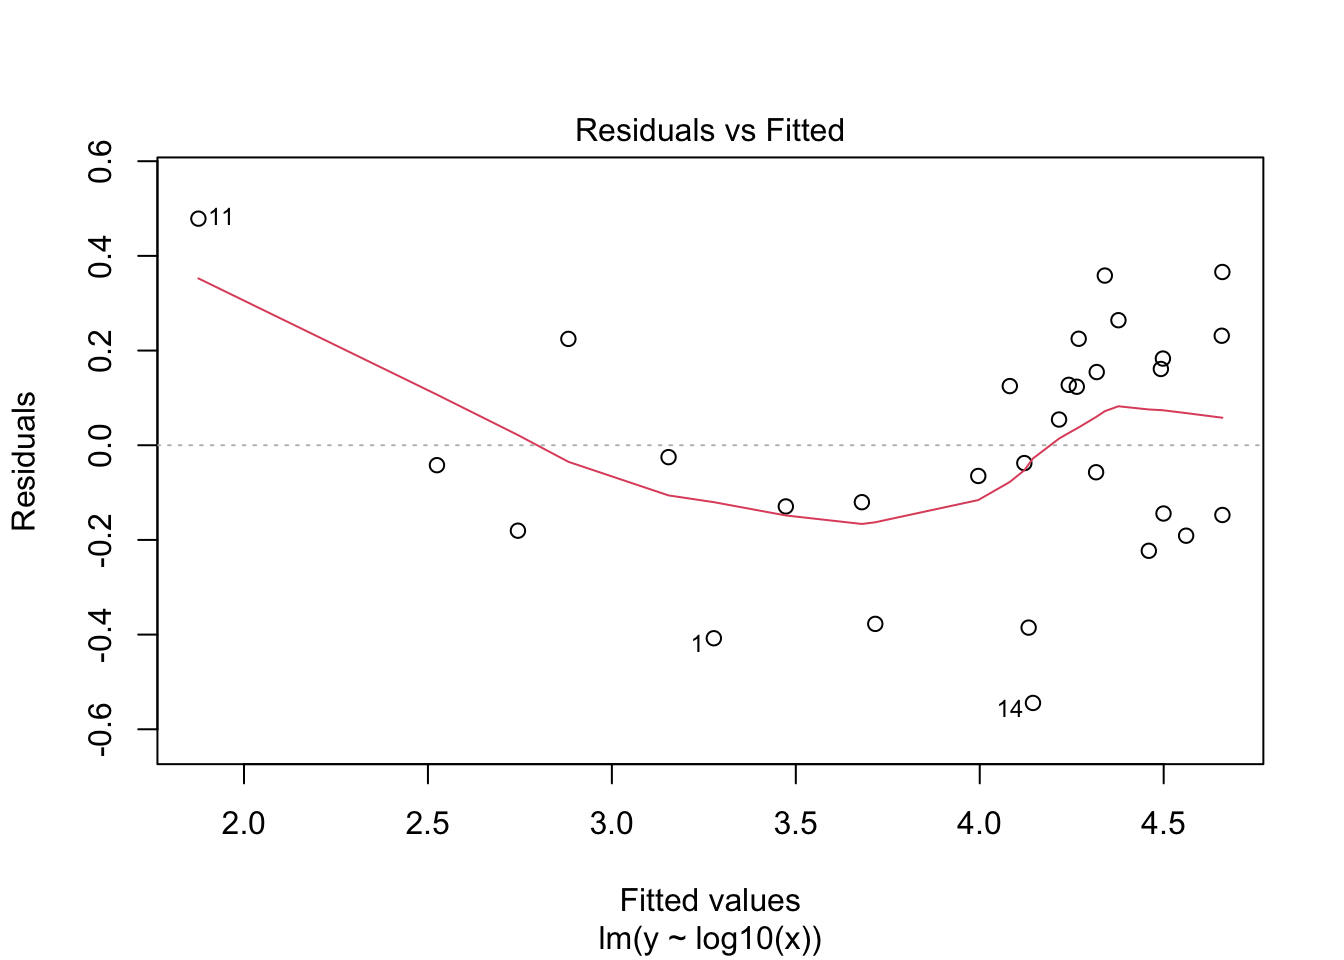 Residuals vs Fitted
Residuals
0.6
0.4
0.2
0.0
-0.2
-0.4
-0.6
11
1
14
2.0 2.5 3.0 3.5 4.0 4.5
Fitted values
lm(y ~ log10(x))